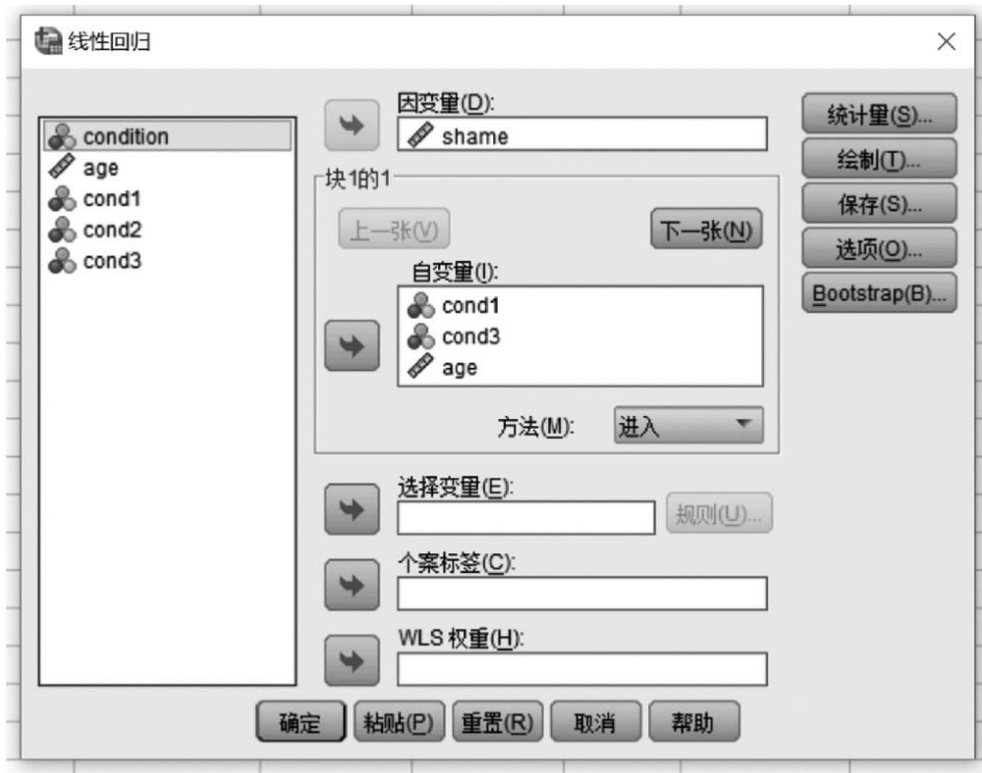 线性回归
condition
age
cond1
cond2
cond3
因变量(D):
shame
块1的1
上一张(V)
下一张(N)
自变量(I):
cond1
cond3
age
方法(M):
进入
选择变量(E):
规则(U)...
个案标签(C):
WLS 权重(H):
统计量(S)...
绘制(T)...
保存(S)...
选项(O)...
Bootstrap(B)...
确定
粘贴(P)
重置(R)
取消
帮助